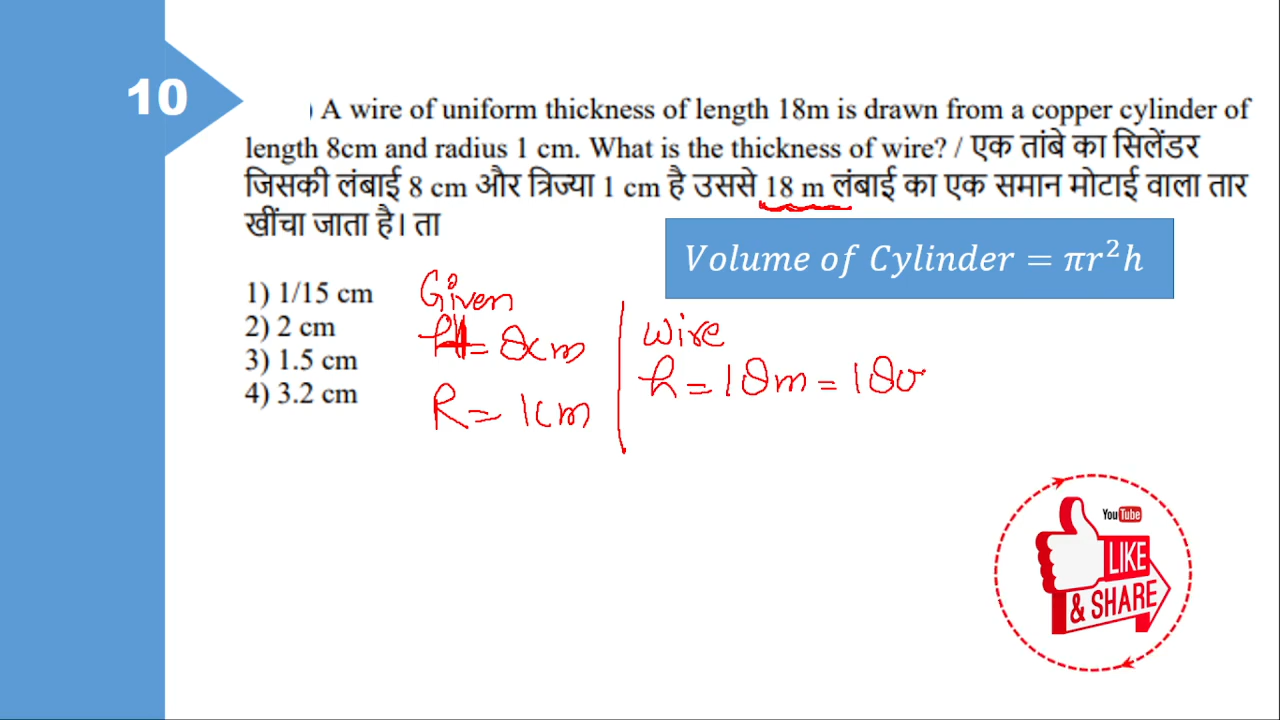 10
) A wire of uniform thickness of length 18m is drawn from a copper cylinder of
length 8cm and radius 1 cm. What is the thickness of wire? / एक तांबे का सिलेंडर
जिसकी लंबाई 8 cm और त्रिज्या 1 cm है उससे 18 m लंबाई का एक समान मोटाई वाला तार
खींचा जाता है। ता
Volume of Cylinder = πr²h
1) 1/15 cm
2) 2 cm
3) 1.5 cm
4) 3.2 cm
Given
H = 8cm
R = 1cm
Wire
h = 18m = 180
YouTube
LIKE
& SHARE